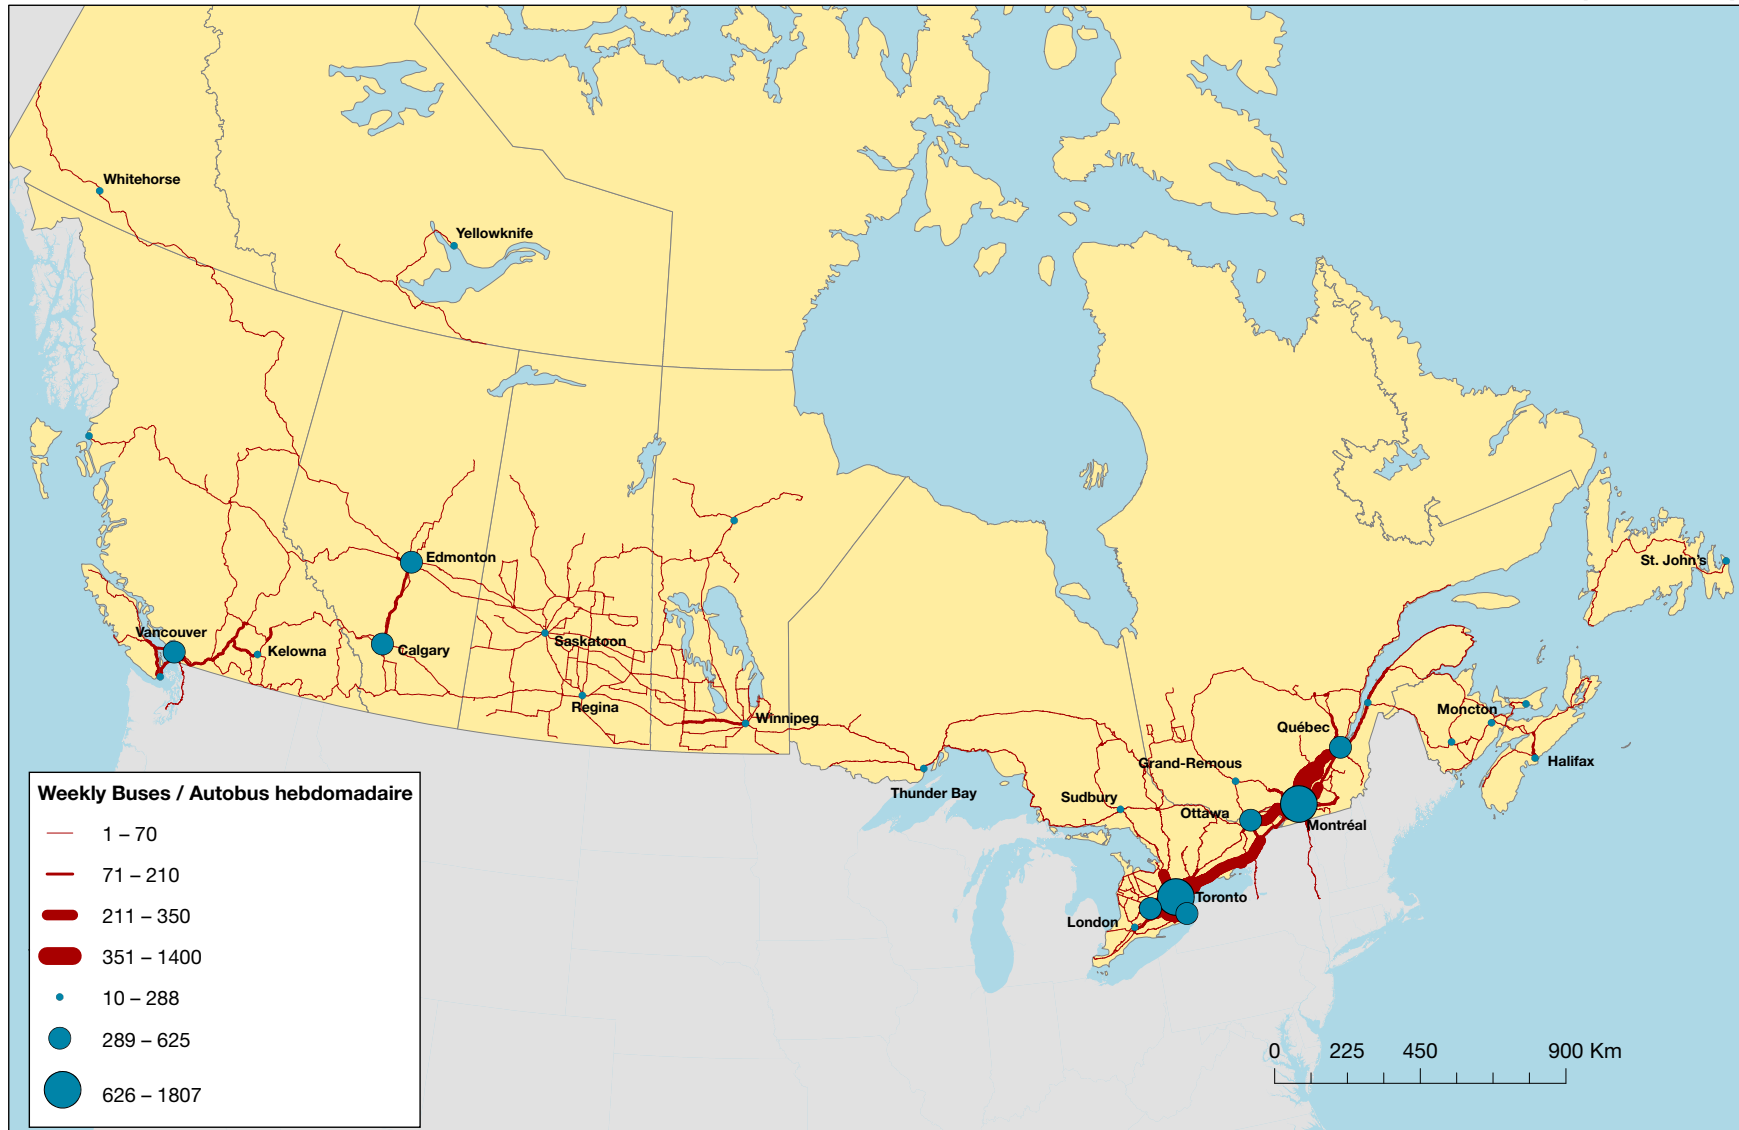 Whitehorse
Yellowknife
Edmonton
Vancouver
Kelowna
Calgary
Saskatoon
Regina
Winnipeg
Thunder Bay
Sudbury
Grand-Remous
Ottawa
Québec
Montréal
Toronto
London
Moncton
Halifax
St. John's
Weekly Buses / Autobus hebdomadaire
1 – 70
71 – 210
211 – 350
351 – 1400
10 – 288
289 – 625
626 – 1807
0 225 450 900 Km